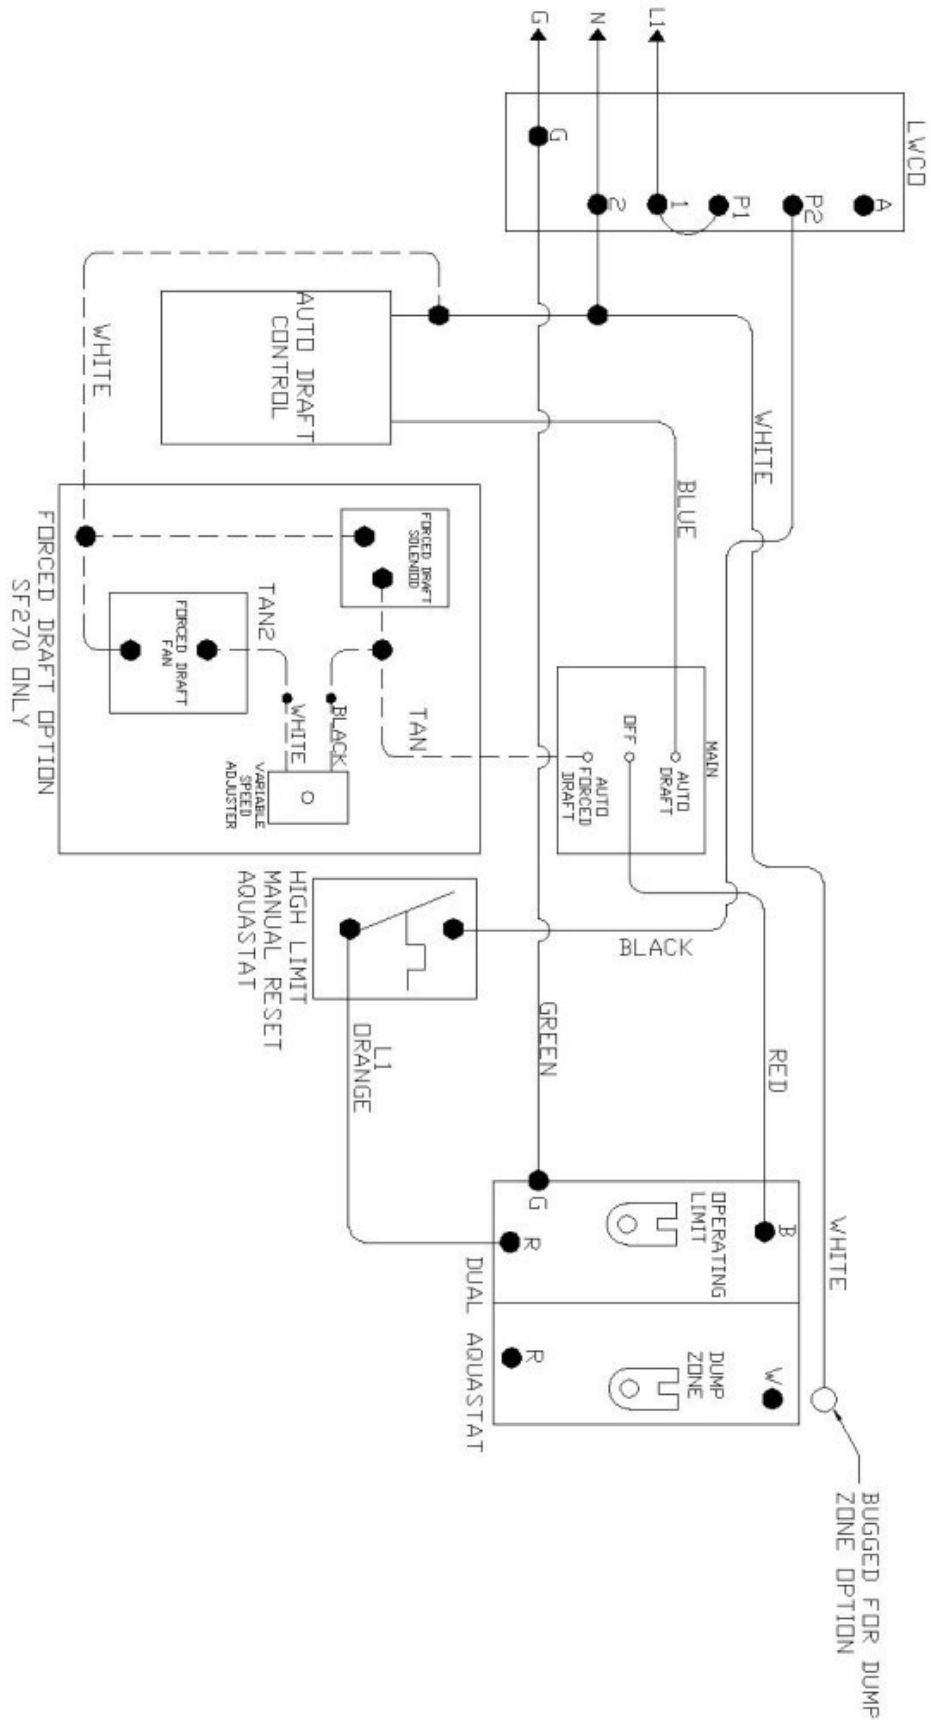 LWCO
A
P2
P1
1
2
G
L1
N
G
AUTO DRAFT
CONTROL
WHITE
WHITE
BLUE
FORCED DRAFT
SOLENIOD
FORCED DRAFT
FAN
TAN2
TAN
BLACK
WHITE
VARIABLE
SPEED
ADJUSTER
FORCED DRAFT OPTION
SF270 ONLY
MAIN
AUTO
DRAFT
OFF
AUTO
FORCED
DRAFT
HIGH LIMIT
MANUAL RESET
AQUASTAT
BLACK
L1
ORANGE
GREEN
RED
WHITE
B
OPERATING
LIMIT
G
R
W
DUMP
ZONE
R
DUAL AQUASTAT
BUGGED FOR DUMP
ZONE OPTION